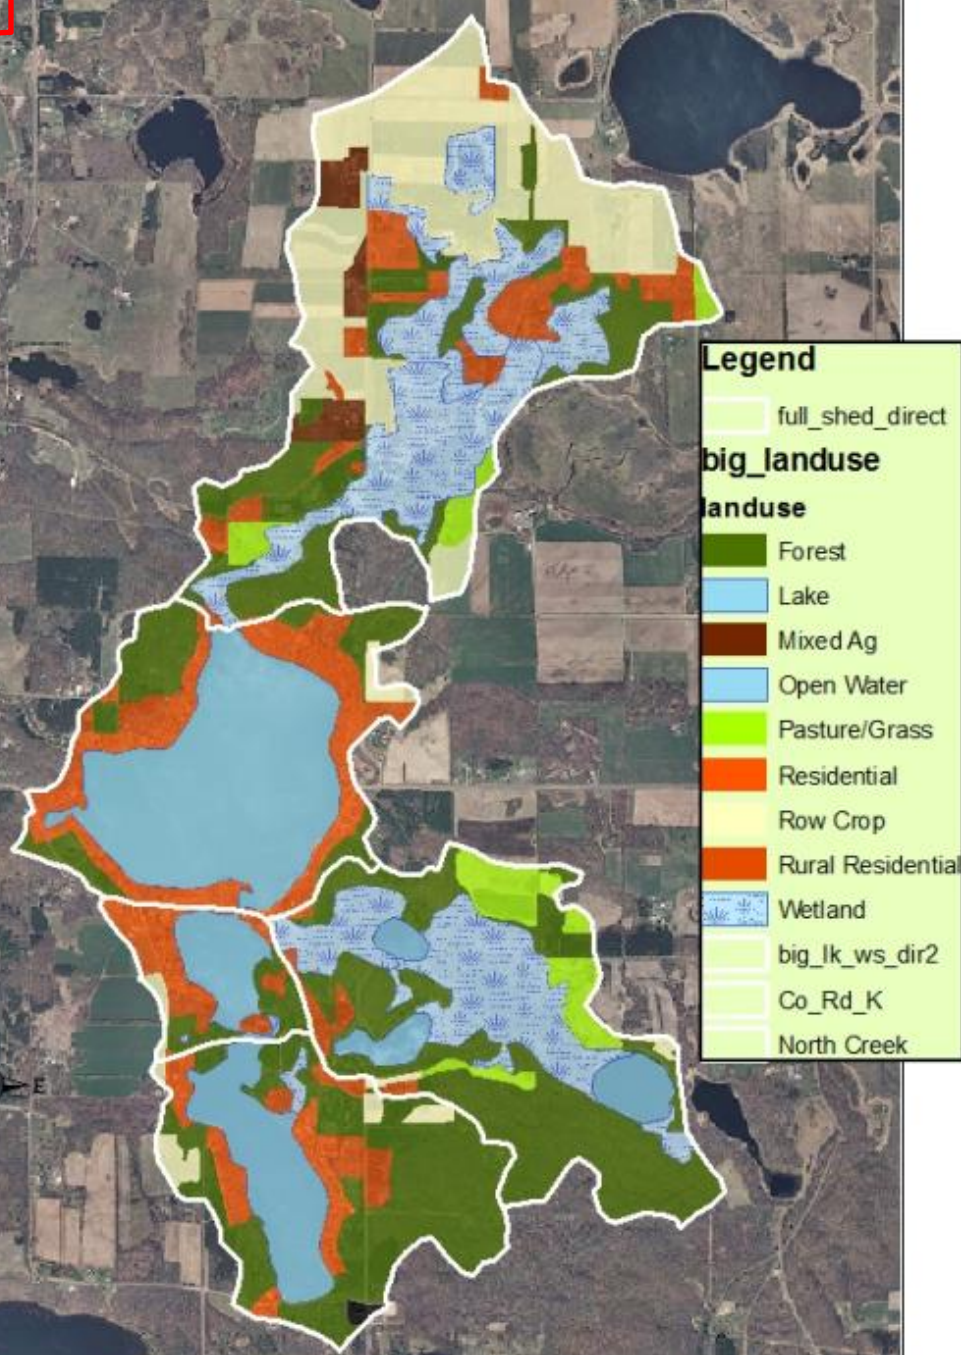 Legend
full_shed_direct
big_landuse
landuse
Forest
Lake
Mixed Ag
Open Water
Pasture/Grass
Residential
Row Crop
Rural Residential
Wetland
big_lk_ws_dir2
Co_Rd_K
North Creek
E